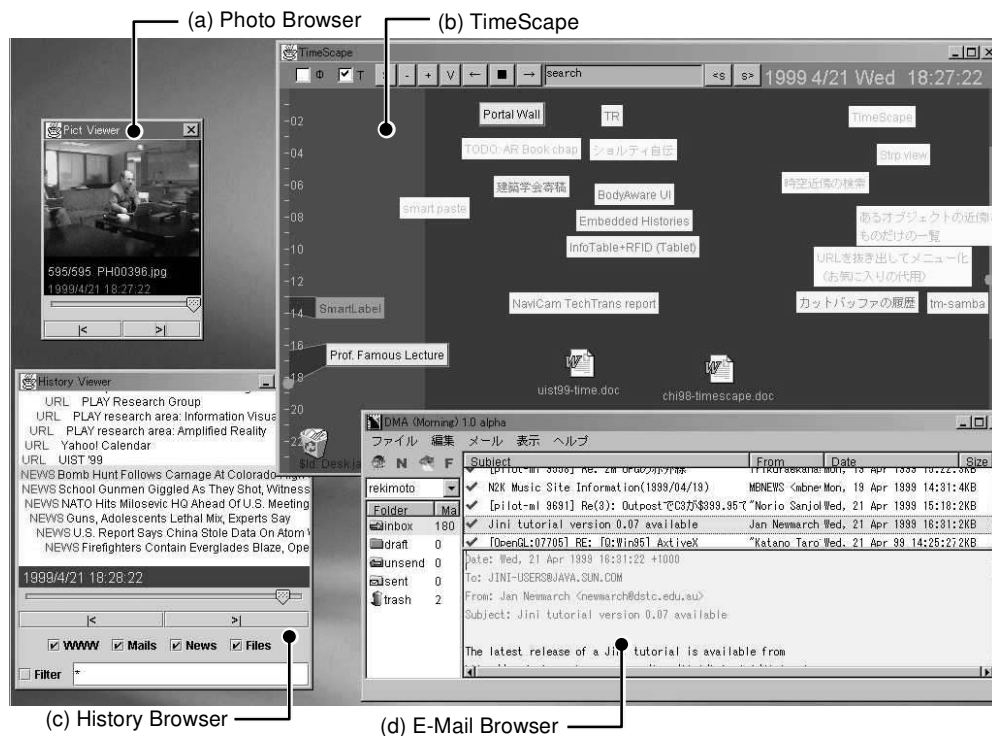 (a) Photo Browser
(b) TimeScape
TimeScape
Φ T - + V ← ■ → search <s s> 1999 4/21 Wed 18:27:22
-02
-04
-06
-08
-10
-12
-14
-16
-18
-20
-22
Portal Wall
TR
TimeScape
TODO: AR Book chap
ショルティ自伝
Strp view
建築学会寄稿
BodyAware UI
時空近傍の検索
smart paste
Embedded Histories
あるオブジェクトの近傍
ものだけの一覧
InfoTable+RFID (Tablet)
URLを抜き出してメニュー化
(お気に入りの代用)
SmartLabel
NaviCam TechTrans report
カットバッファの履歴
tm-samba
Prof. Famous Lecture
uist99-time.doc
chi98-timescape.doc
Pict Viewer
595/595 PH00396.jpg
1999/4/21 18:27:22
|< >|
History Viewer
URL PLAY Research Group
URL PLAY research area: Information Visua
URL PLAY research area: Amplified Reality
URL Yahoo! Calendar
URL UIST '99
NEWS Bomb Hunt Follows Carnage At Colorado High
NEWS School Gunmen Giggled As They Shot, Witness
NEWS NATO Hits Milosevic HQ Ahead Of U.S. Meeting
NEWS Guns, Adolescents Lethal Mix, Experts Say
NEWS U.S. Report Says China Stole Data On Atom
NEWS Firefighters Contain Everglades Blaze, Ope
1999/4/21 18:28:22
|< >|
WWW Mails News Files
Filter *
DMA (Morning) 1.0 alpha
ファイル 編集 メール 表示 ヘルプ
N F
rekimoto
Folder Ma
inbox 180
draft 0
unsend 0
sent 0
trash 2
Subject From Date Size
N2K Music Site Information(1999/04/19) MBNEWS <mbne Mon, 19 Apr 1999 14:31: 4KB
[pilot-ml 9691] Re(3): OutpostでC3が$399.95で "Norio Sanjo Wed, 21 Apr 1999 15:18: 2KB
Jini tutorial version 0.07 available Jan Newmarch Wed, 21 Apr 1999 16:31: 2KB
[OpenGL:07705] RE: [Q:Win95] AxtiveX "Katano Taro Wed, 21 Apr 99 14:25:27 2KB
Date: Wed, 21 Apr 1999 16:31:22 +1000
To: JINI-USERS@JAVA.SUN.COM
From: Jan Newmarch <newmarch@dstc.edu.au>
Subject: Jini tutorial version 0.07 available
The latest release of a Jini tutorial is available from
(c) History Browser
(d) E-Mail Browser